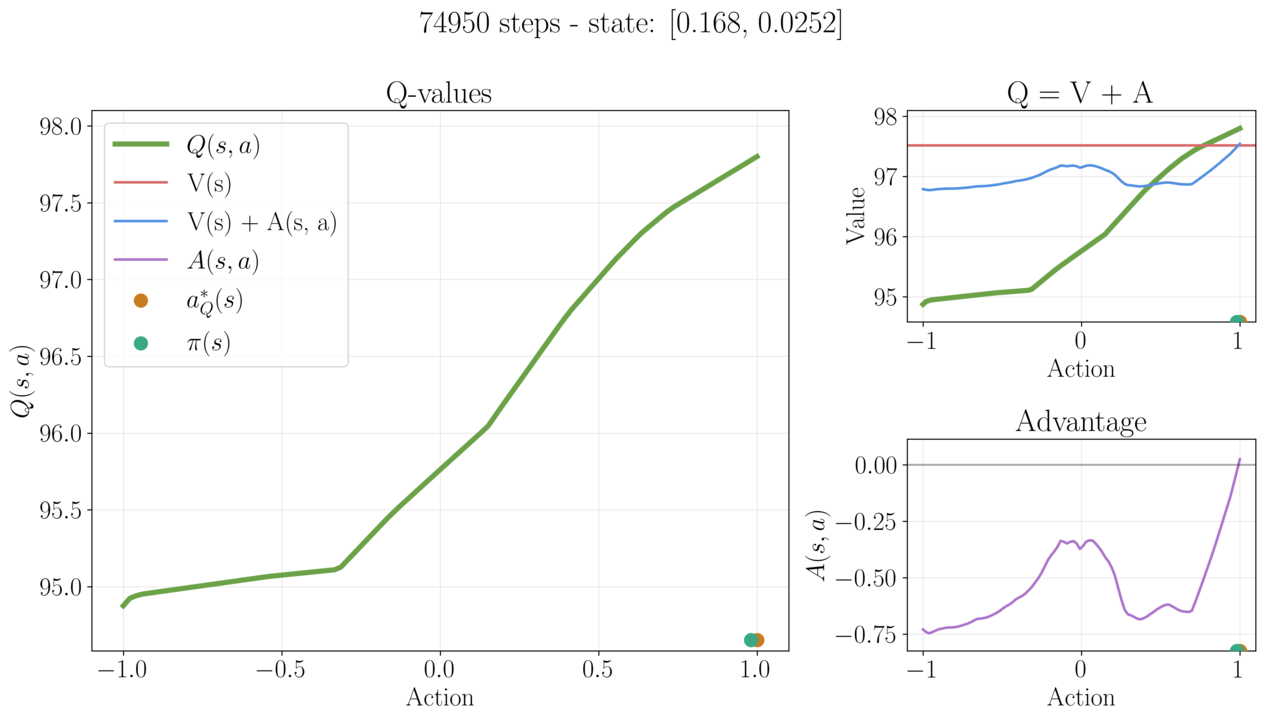 74950 steps - state: [0.168, 0.0252]
Q-values
98.0
97.5
97.0
96.5
96.0
95.5
95.0
Q(s, a)
Q(s, a)
V(s)
V(s) + A(s, a)
A(s, a)
a*Q(s)
π(s)
−1.0
−0.5
0.0
0.5
1.0
Action
Q = V + A
98
97
96
95
Value
−1
0
1
Action
Advantage
0.00
−0.25
−0.50
−0.75
A(s, a)
−1
0
1
Action